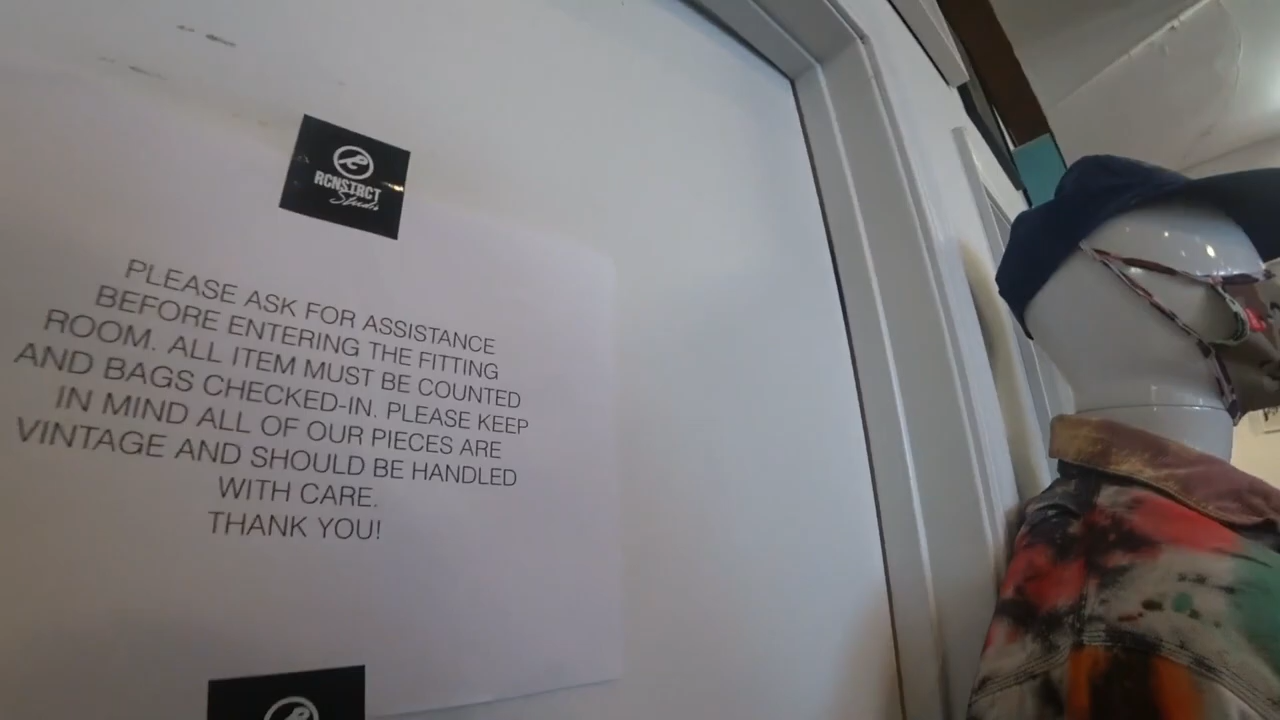 RCNSTRCT
Studio
PLEASE ASK FOR ASSISTANCE
BEFORE ENTERING THE FITTING
ROOM. ALL ITEM MUST BE COUNTED
AND BAGS CHECKED-IN. PLEASE KEEP
IN MIND ALL OF OUR PIECES ARE
VINTAGE AND SHOULD BE HANDLED
WITH CARE.
THANK YOU!